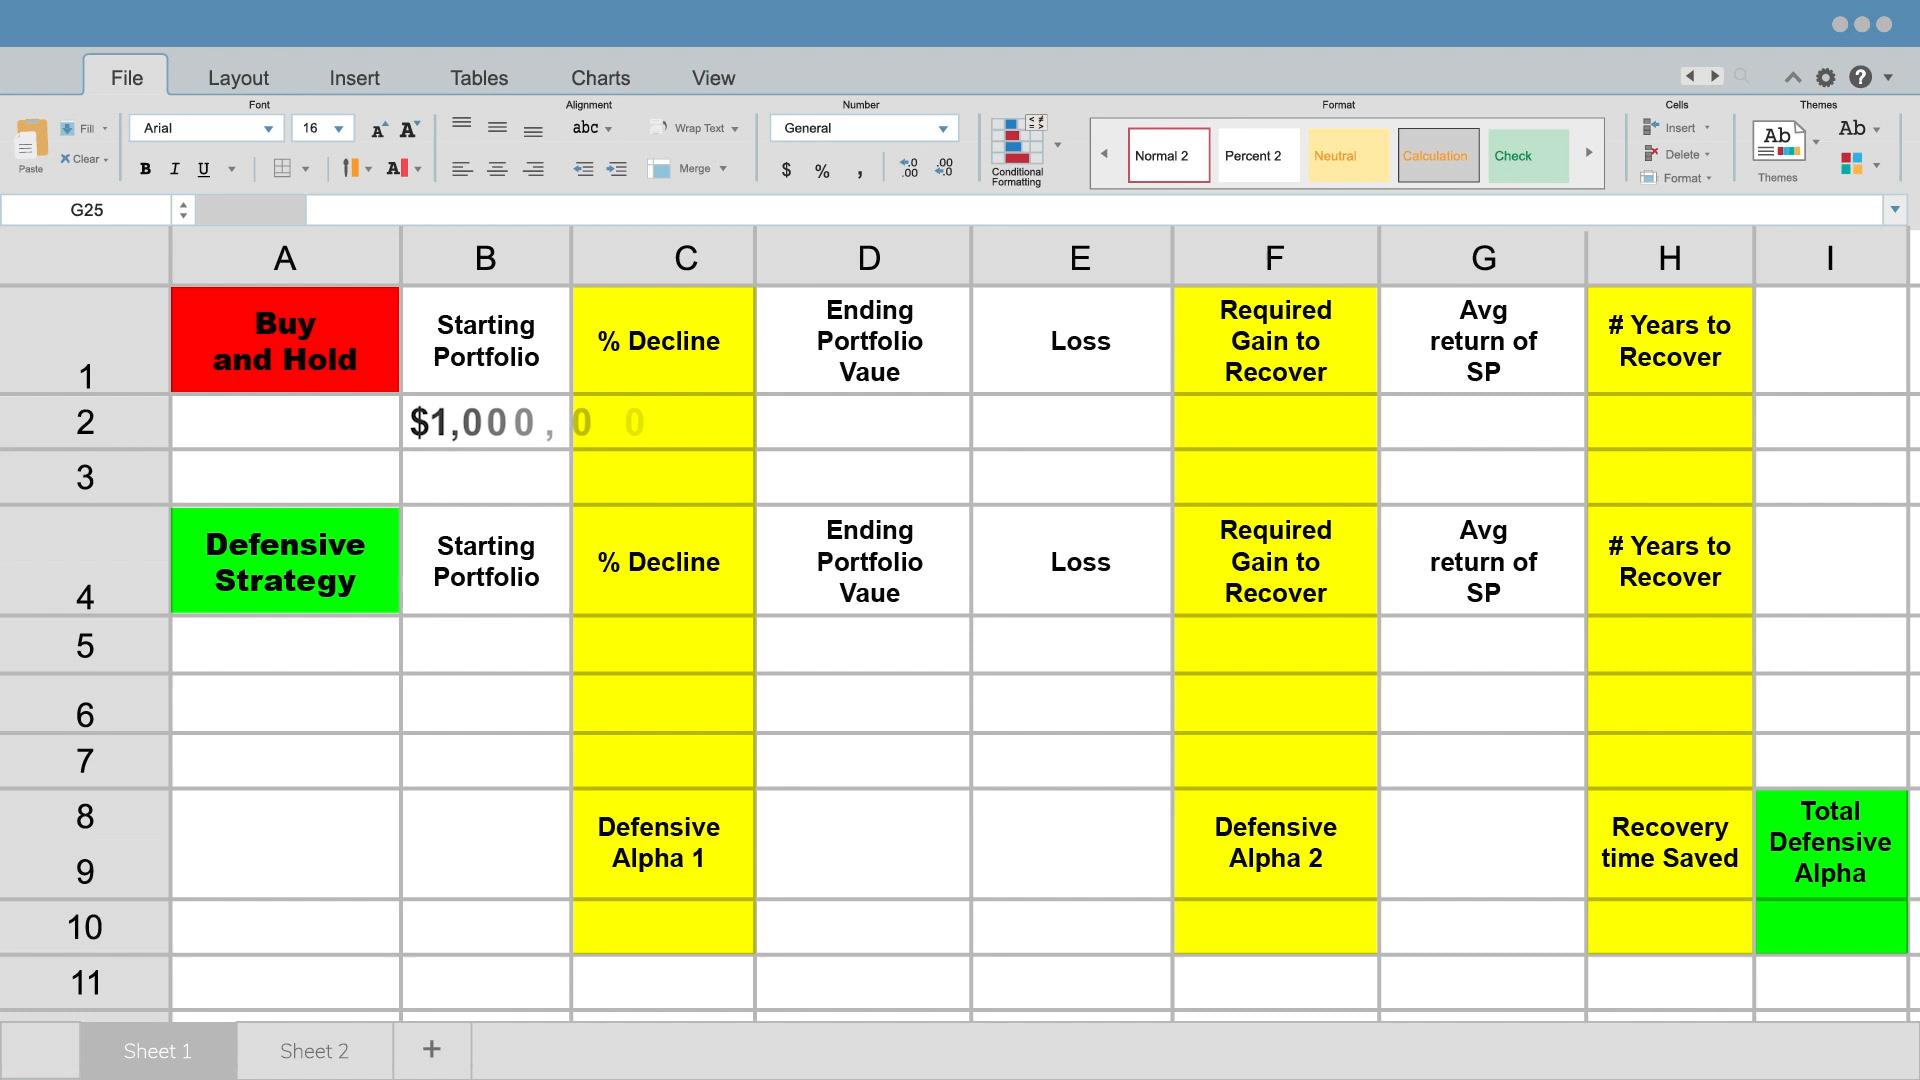 File Layout Insert Tables Charts View
Font Alignment Number Format Cells Themes
Paste Fill Clear Arial 16 A A abc Wrap Text General Conditional Formatting Normal 2 Percent 2 Neutral Calculation Check Insert Delete Format Ab Themes Ab
B I U A Merge $ % , .0 .00 .00 .0
G25
A B C D E F G H I
1
Buy
and Hold
Starting
Portfolio
% Decline
Ending
Portfolio
Vaue
Loss
Required
Gain to
Recover
Avg
return of
SP
# Years to
Recover
2
$1,000,0 0
3
4
Defensive
Strategy
Starting
Portfolio
% Decline
Ending
Portfolio
Vaue
Loss
Required
Gain to
Recover
Avg
return of
SP
# Years to
Recover
5
6
7
8
9
Defensive
Alpha 1
Defensive
Alpha 2
Recovery
time Saved
Total
Defensive
Alpha
10
11
Sheet 1 Sheet 2 +